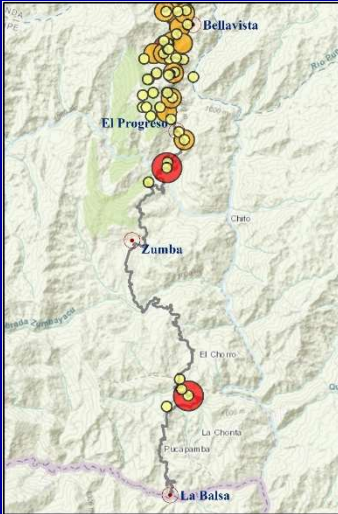 Bellavista
El Progreso
Chito
Zumba
El Chorro
La Chonta
Pucapamba
La Balsa